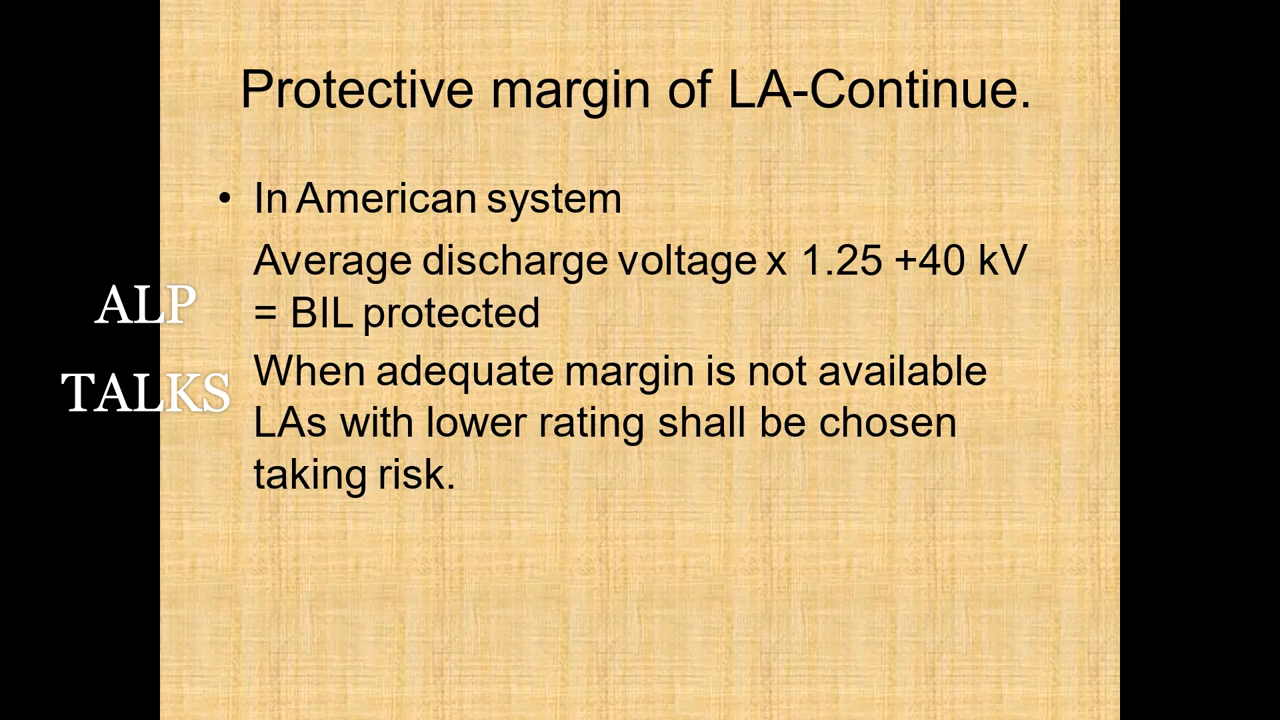 Protective margin of LA-Continue.
• In American system
Average discharge voltage x 1.25 +40 kV
= BIL protected
When adequate margin is not available
LAs with lower rating shall be chosen
taking risk.
ALP
TALKS